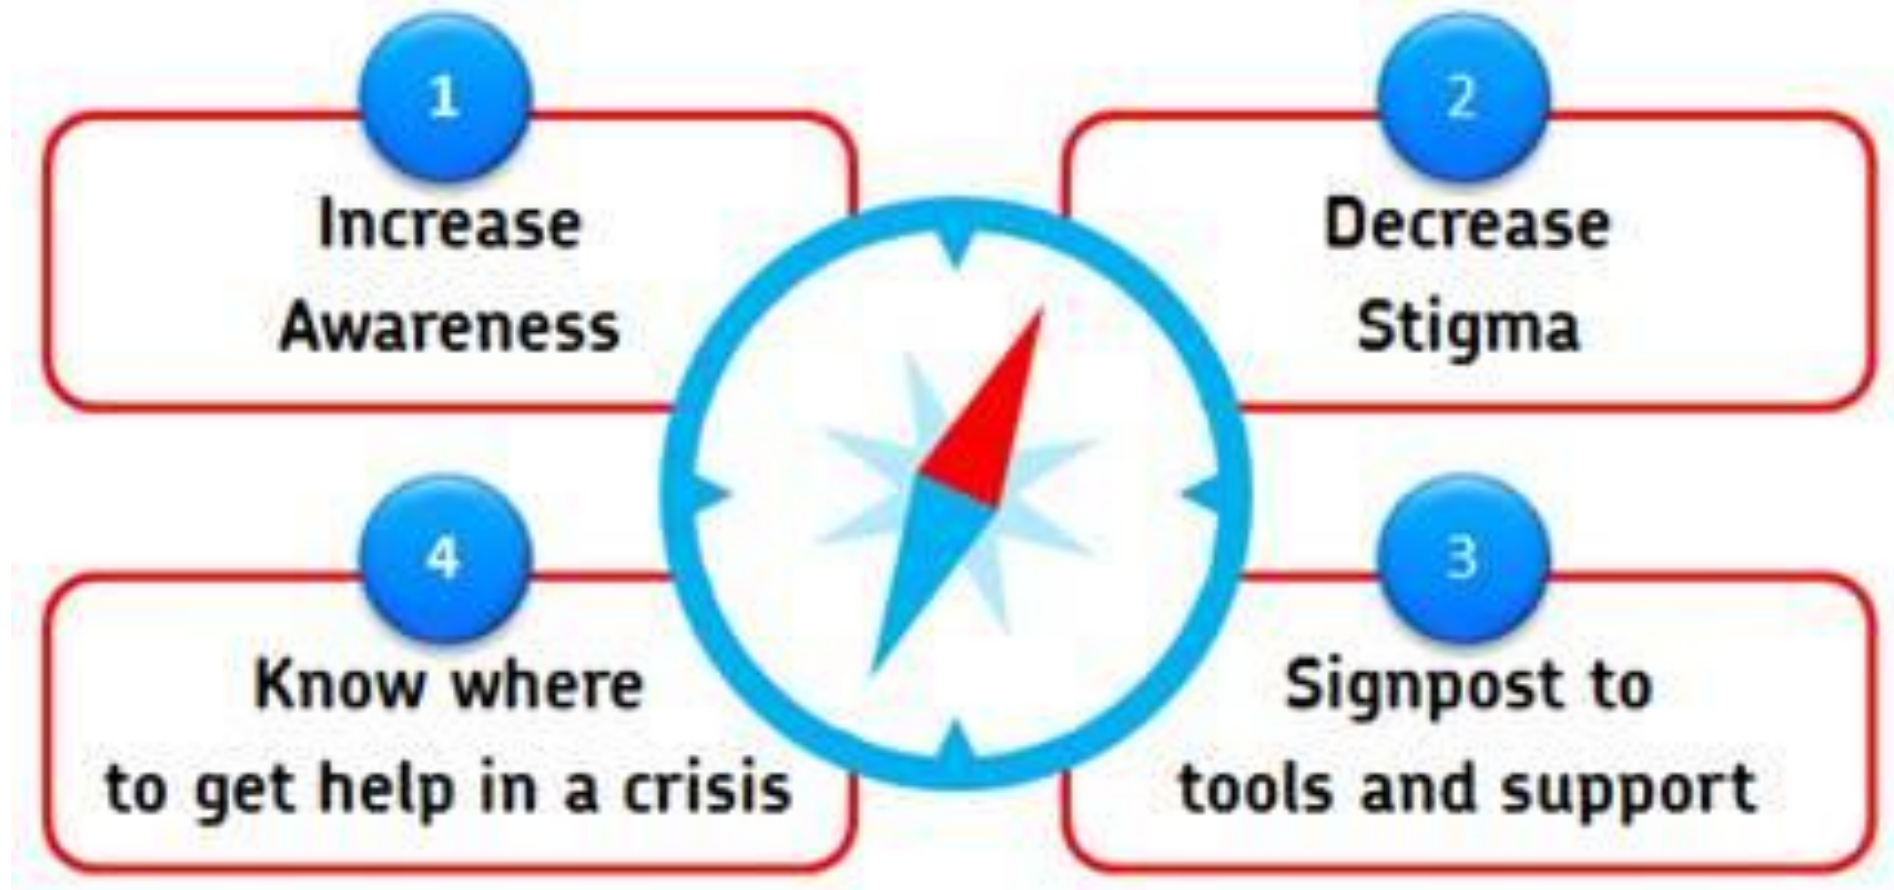 1
Increase
Awareness
2
Decrease
Stigma
3
Signpost to
tools and support
4
Know where
to get help in a crisis